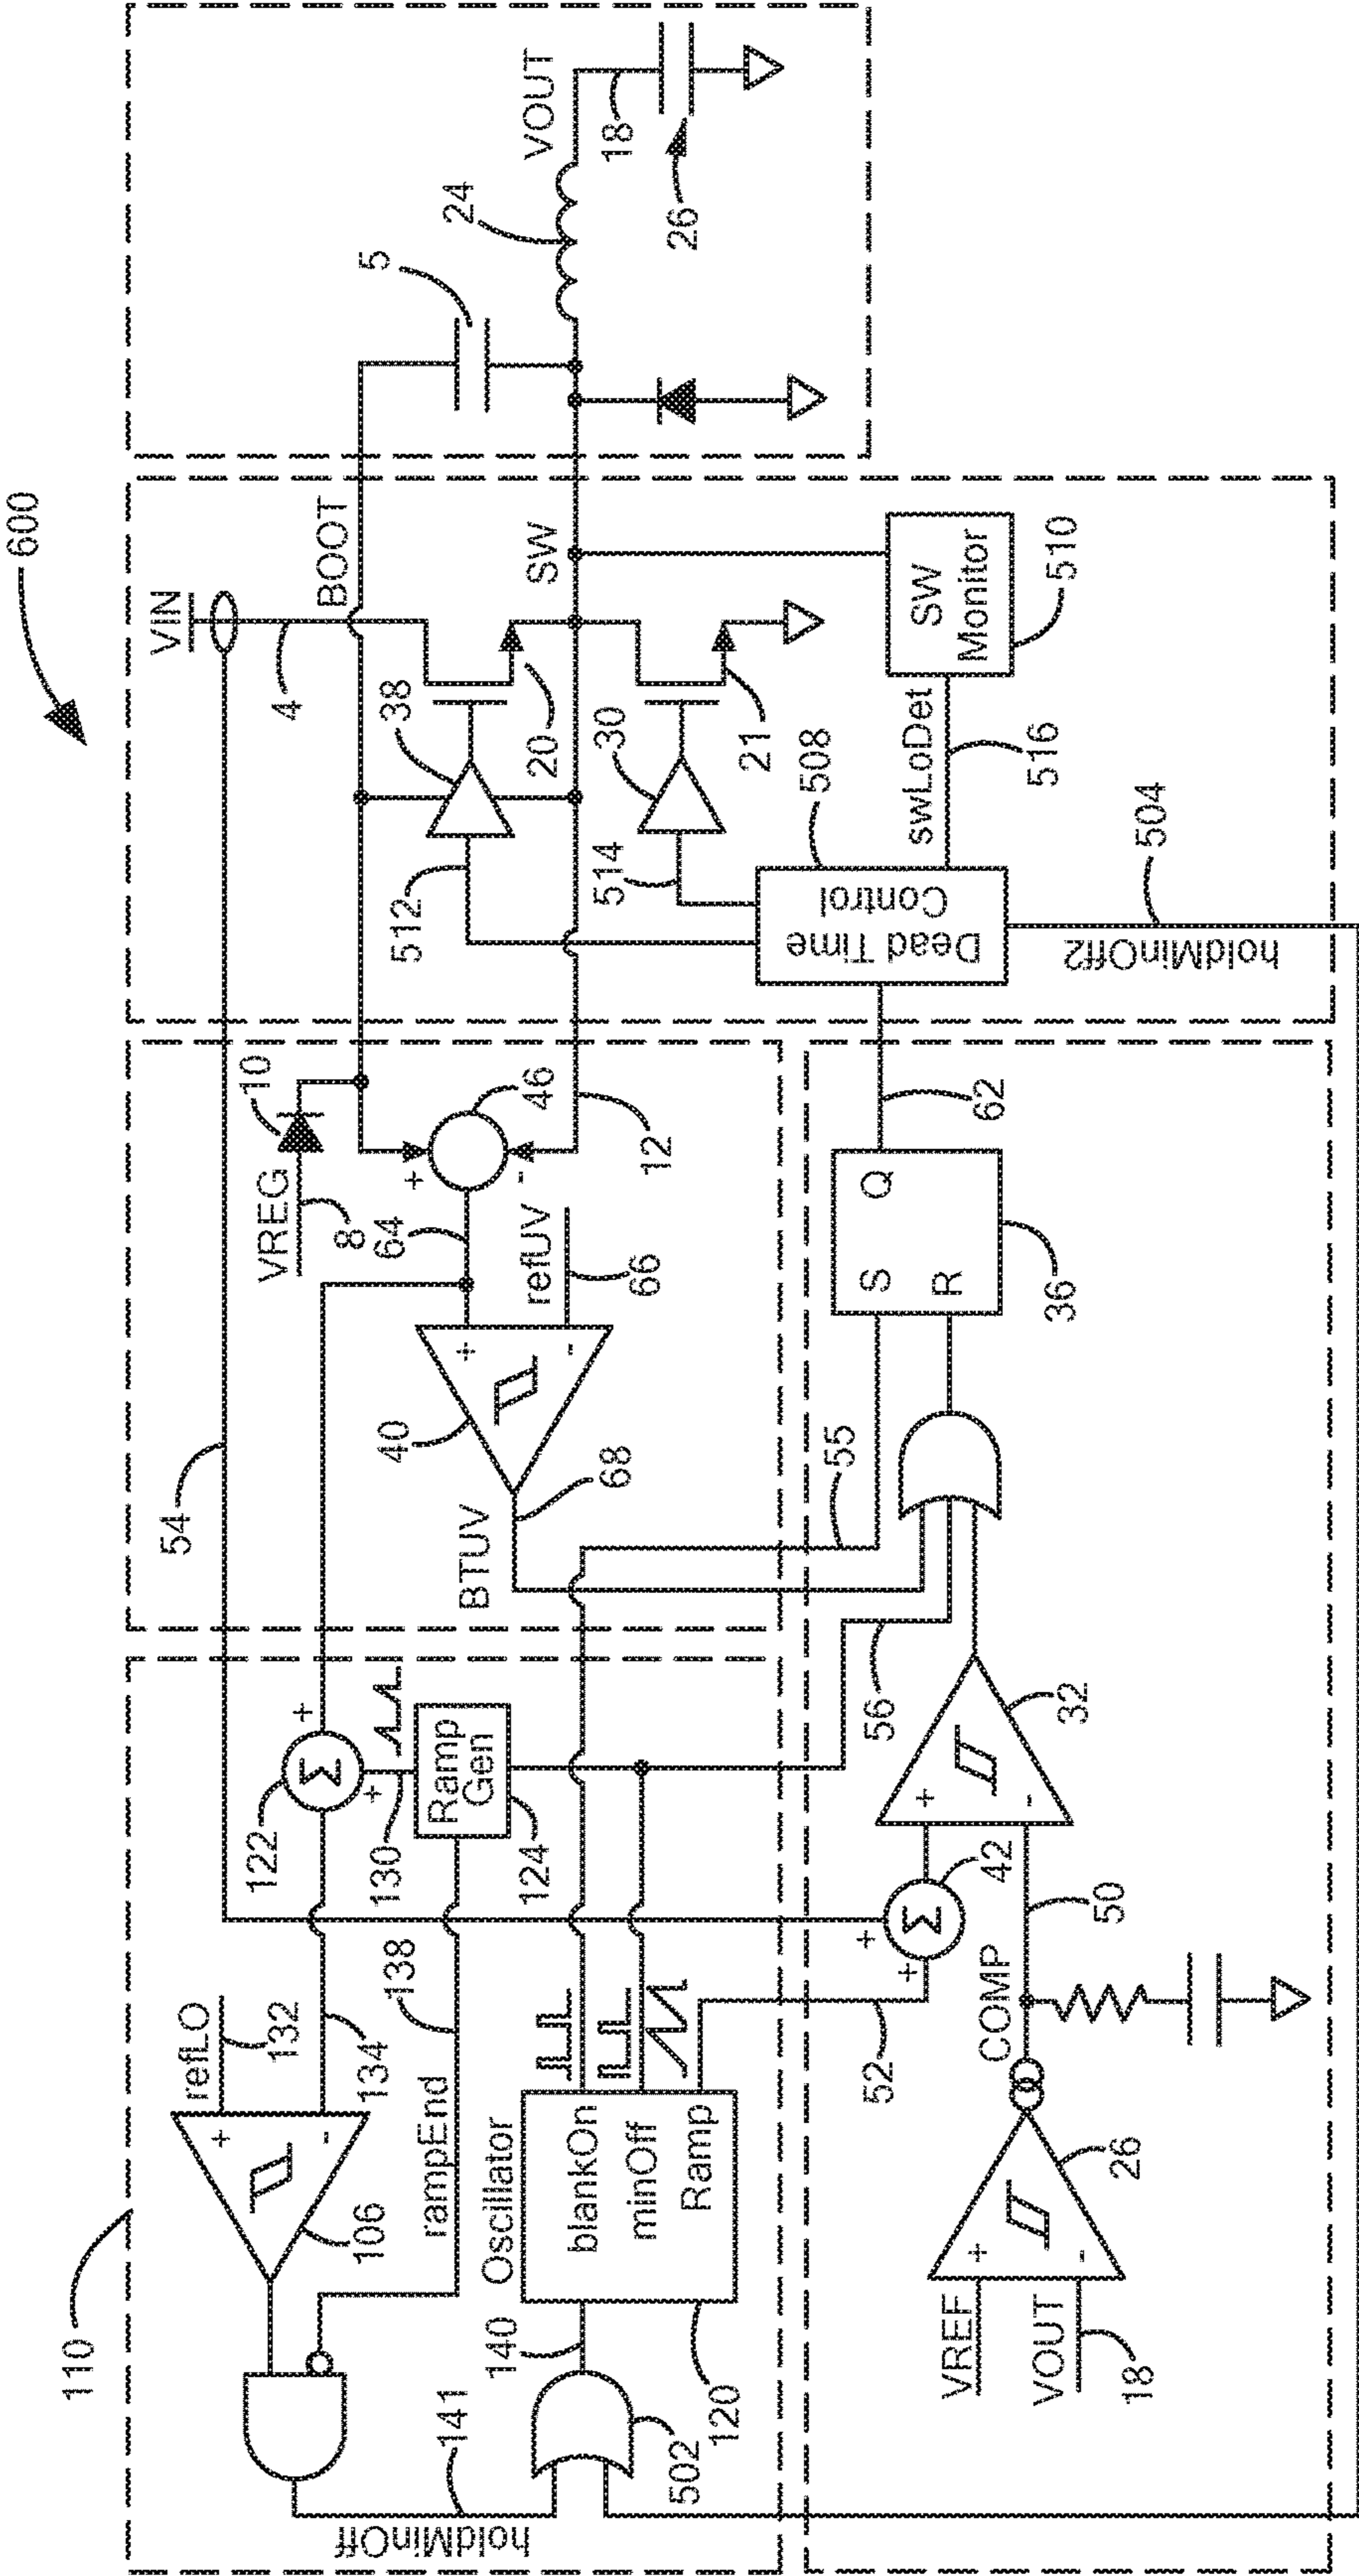 600
110
refLO
132
+
-
106
134
138
rampEnd
holdMinOff
141
140
502
120
Oscillator
blankOn
minOff
Ramp
122
Σ
+
+
130
Ramp
Gen
124
54
VREG
8
10
64
+
-
46
12
40
+
-
refUV
66
BTUV
68
55
56
VREF
VOUT
18
+
-
26
COMP
50
52
+
+
Σ
42
+
-
32
S
R
Q
36
62
VIN
4
BOOT
38
20
SW
512
30
514
21
508
Dead Time
Control
swLoDet
516
SW
Monitor
510
504
holdMinOff2
5
24
VOUT
18
26